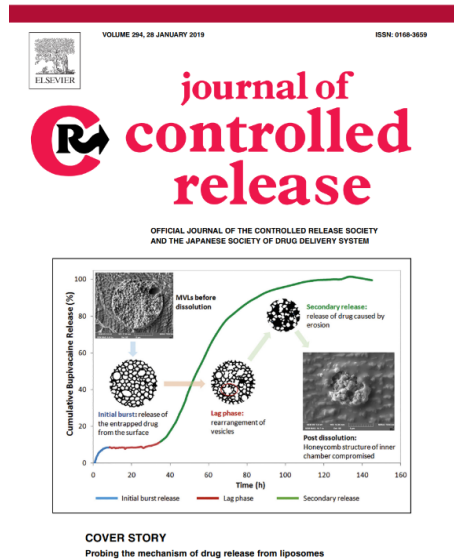 VOLUME 294, 28 JANUARY 2019
ISSN: 0168-3659
ELSEVIER
CR
journal of
controlled
release
OFFICIAL JOURNAL OF THE CONTROLLED RELEASE SOCIETY
AND THE JAPANESE SOCIETY OF DRUG DELIVERY SYSTEM
Cumulative Bupivacaine Release (%)
100
80
60
40
20
0
MVLs before
dissolution
Initial burst: release of
the entrapped drug
from the surface
Lag phase:
rearrangement of
vesicles
Secondary release:
release of drug caused by
erosion
Post dissolution:
Honeycomb structure of inner
chamber compromised
0
20
40
60
80
100
120
140
160
Time (h)
Initial burst release
Lag phase
Secondary release
COVER STORY
Probing the mechanism of drug release from liposomes